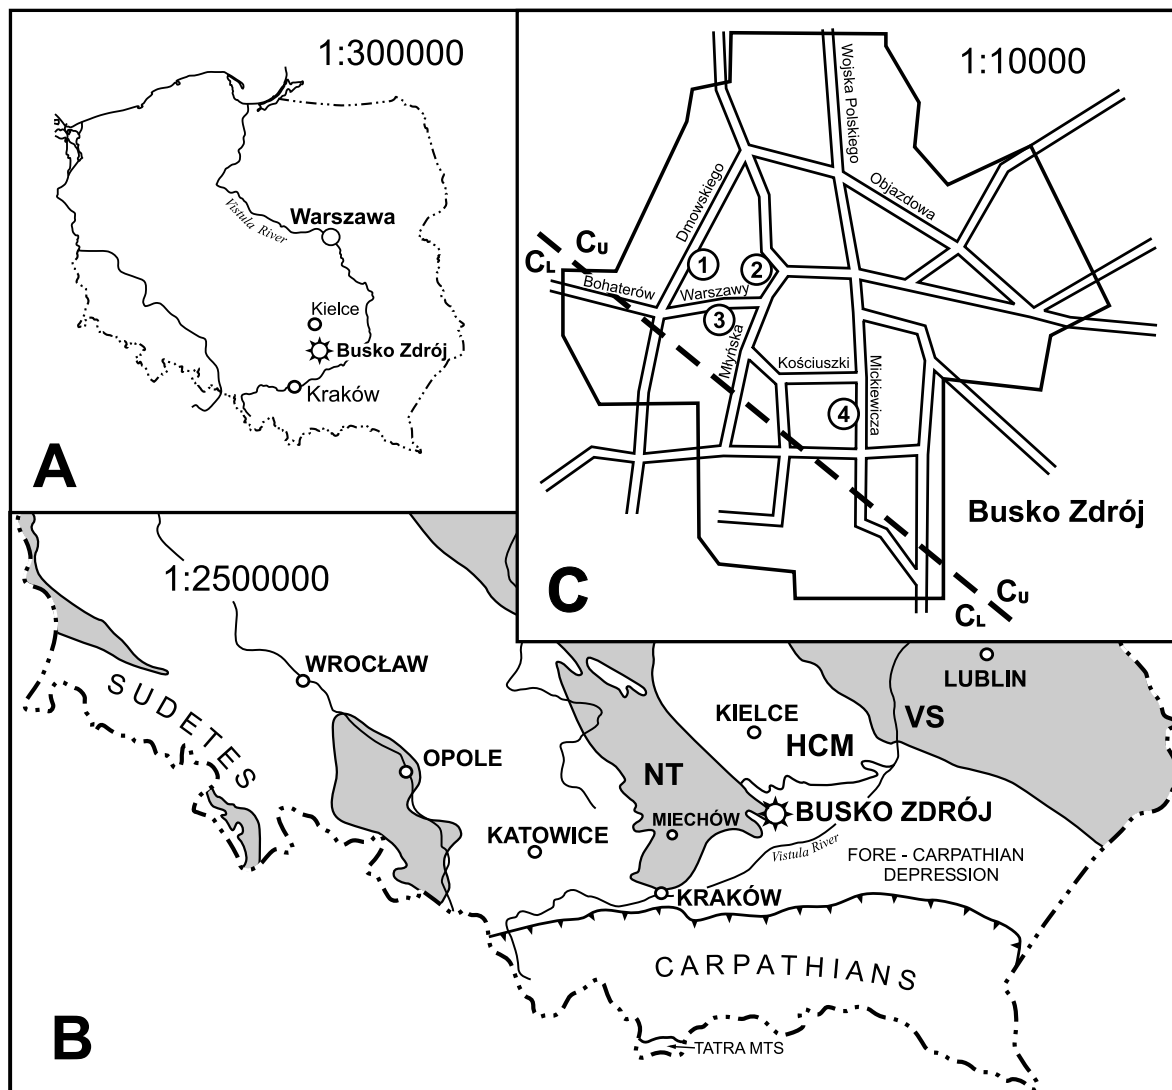 1:300000
Vistula River
Warszawa
Kielce
Busko Zdrój
Kraków
A
1:10000
Wojska Polskiego
Dmowskiego
Objazdowa
CU
CL
Bohaterów
Warszawy
1
2
3
Młyńska
Kościuszki
Mickiewicza
4
Busko Zdrój
C
CU
CL
1:2500000
WROCŁAW
SUDETES
OPOLE
KATOWICE
NT
MIECHÓW
KIELCE
HCM
VS
LUBLIN
BUSKO ZDRÓJ
Vistula River
FORE - CARPATHIAN
DEPRESSION
KRAKÓW
CARPATHIANS
B
TATRA MTS